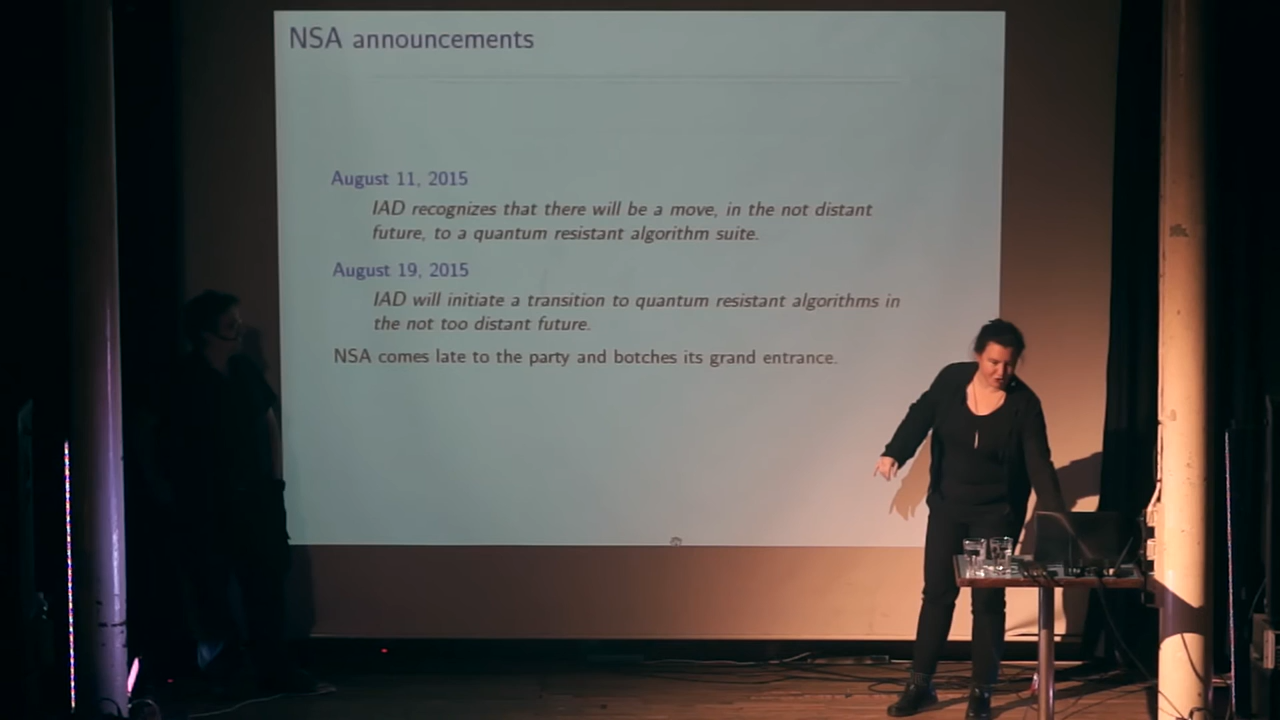 NSA announcements
August 11, 2015
IAD recognizes that there will be a move, in the not distant
future, to a quantum resistant algorithm suite.
August 19, 2015
IAD will initiate a transition to quantum resistant algorithms in
the not too distant future.
NSA comes late to the party and botches its grand entrance.